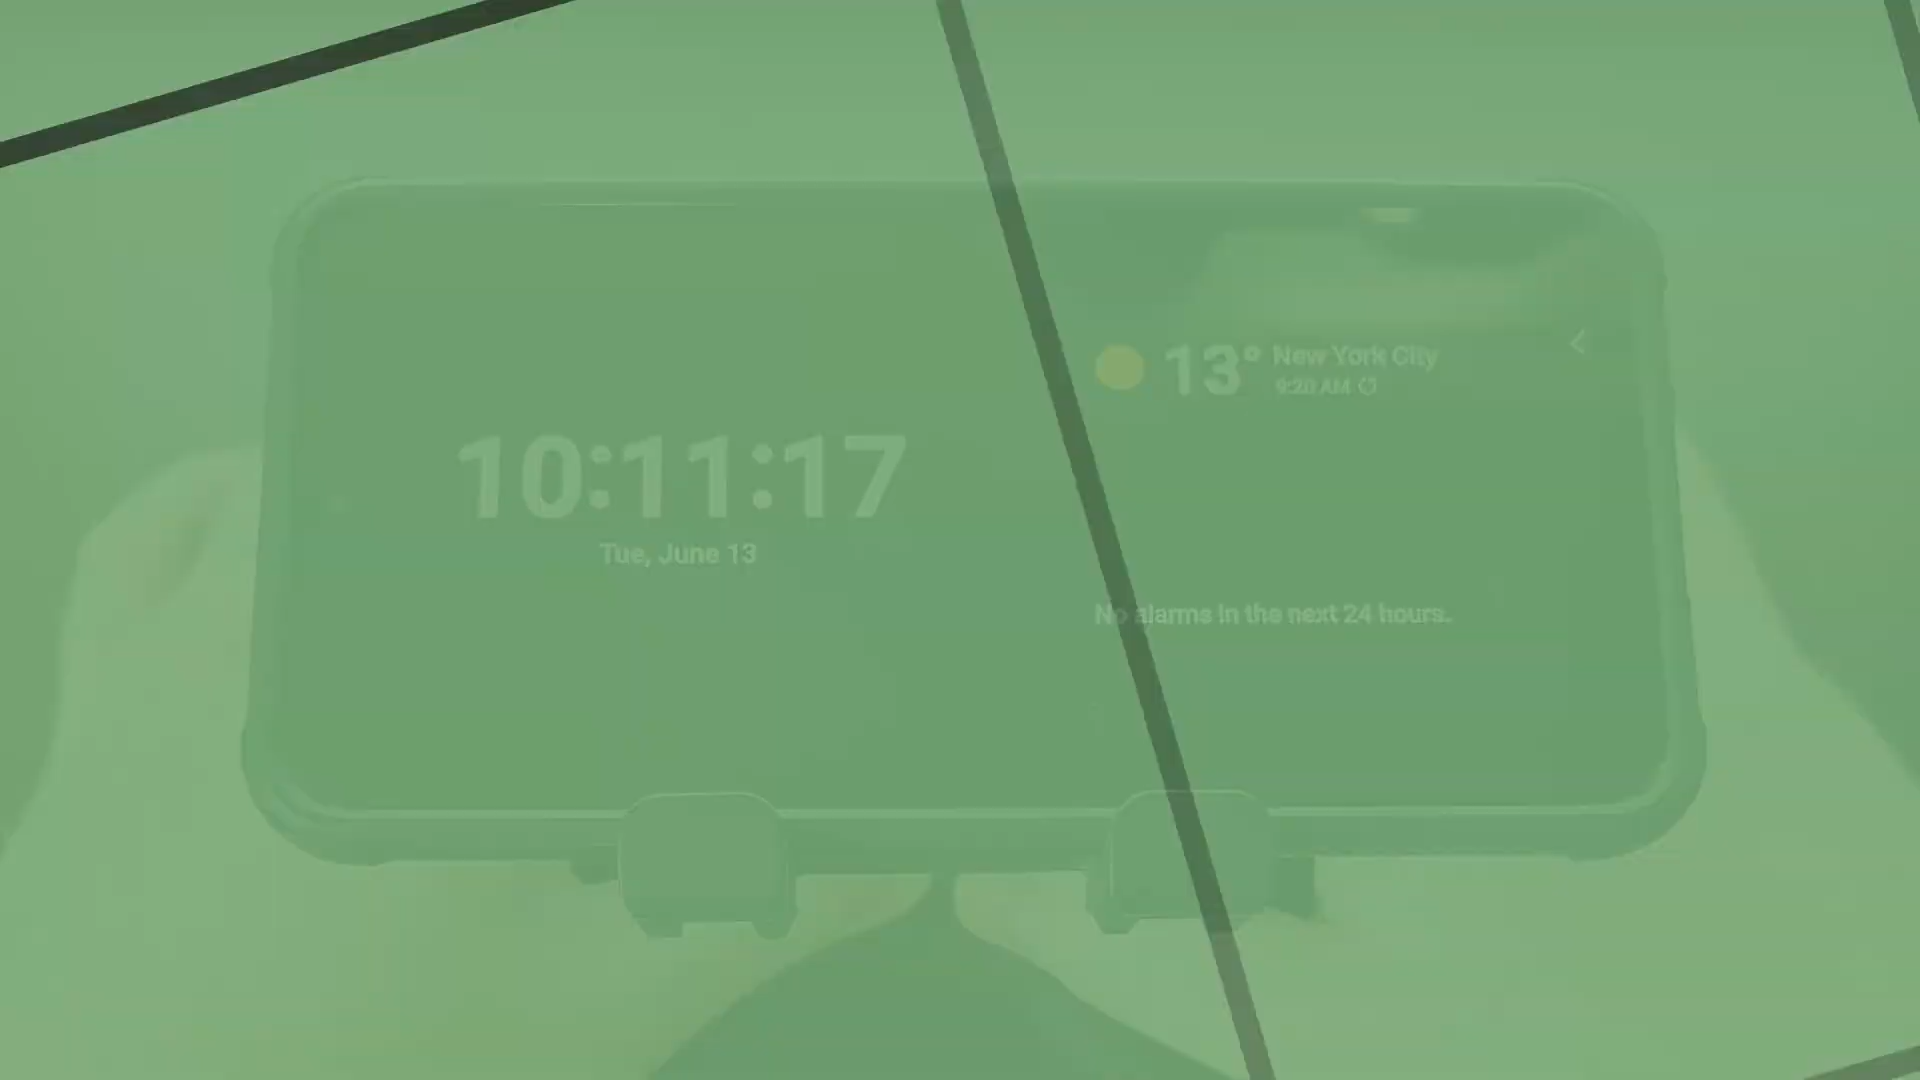 10:11:17
Tue, June 13
13° New York City
9:20 AM
No alarms in the next 24 hours.